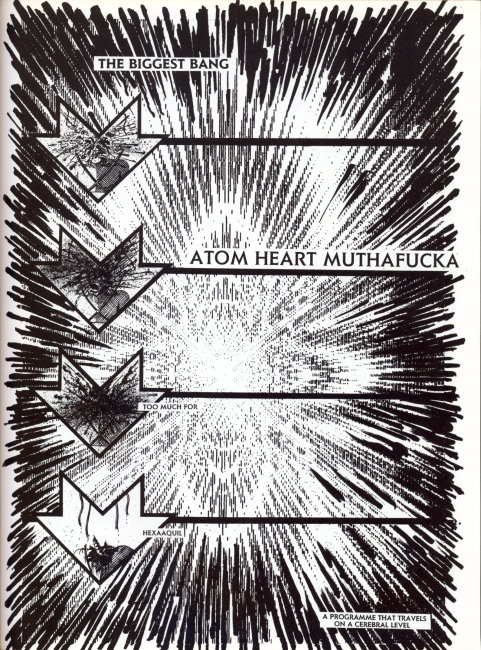 THE BIGGEST BANG
ATOM HEART MUTHAFUCKA
TOO MUCH FOR
HEXAAQUIL
A PROGRAMME THAT TRAVELS
ON A CEREBRAL LEVEL